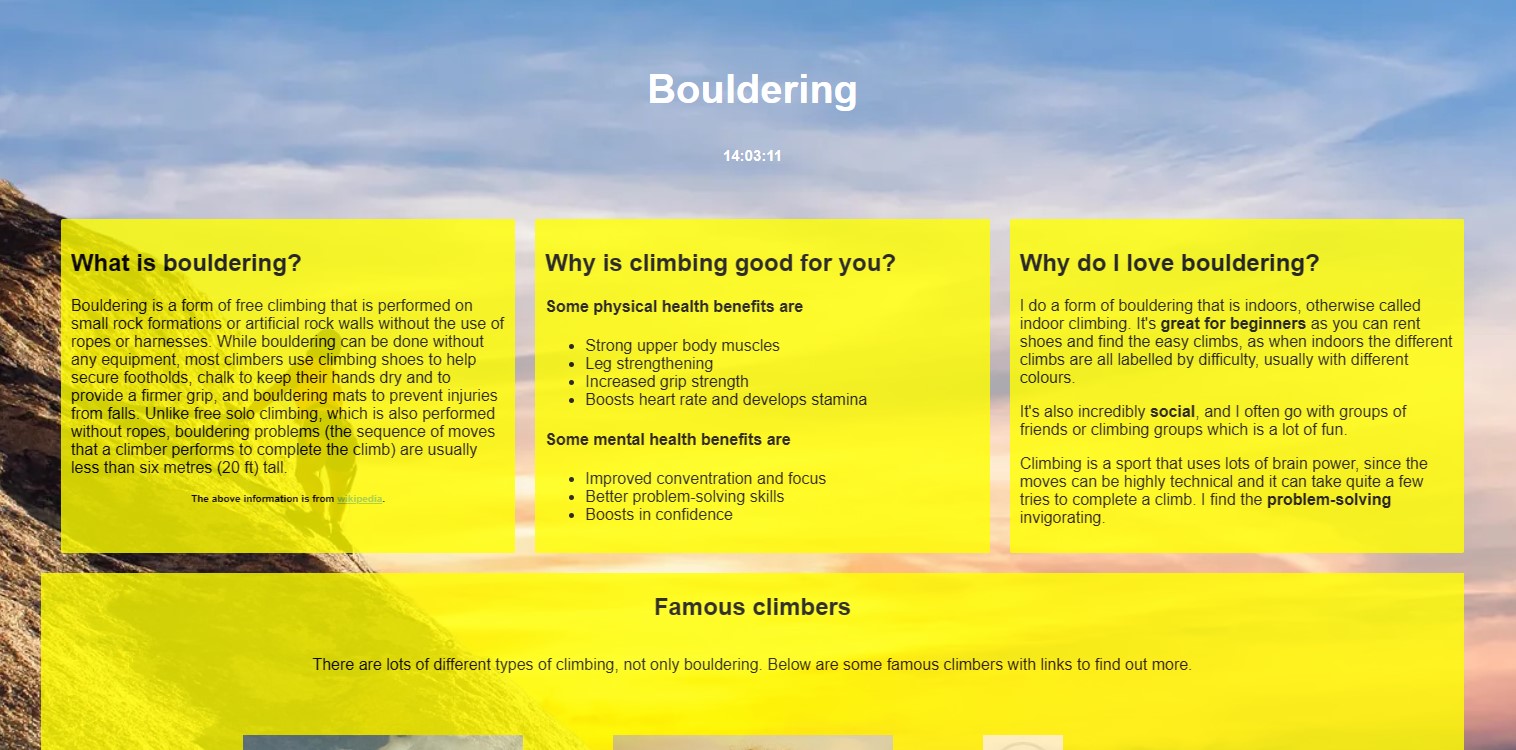 Bouldering
14:03:11
What is bouldering?
Bouldering is a form of free climbing that is performed on
small rock formations or artificial rock walls without the use of
ropes or harnesses. While bouldering can be done without
any equipment, most climbers use climbing shoes to help
secure footholds, chalk to keep their hands dry and to
provide a firmer grip, and bouldering mats to prevent injuries
from falls. Unlike free solo climbing, which is also performed
without ropes, bouldering problems (the sequence of moves
that a climber performs to complete the climb) are usually
less than six metres (20 ft) tall.
The above information is from wikipedia.
Why is climbing good for you?
Some physical health benefits are
• Strong upper body muscles
• Leg strengthening
• Increased grip strength
• Boosts heart rate and develops stamina
Some mental health benefits are
• Improved conventration and focus
• Better problem-solving skills
• Boosts in confidence
Why do I love bouldering?
I do a form of bouldering that is indoors, otherwise called
indoor climbing. It's great for beginners as you can rent
shoes and find the easy climbs, as when indoors the different
climbs are all labelled by difficulty, usually with different
colours.
It's also incredibly social, and I often go with groups of
friends or climbing groups which is a lot of fun.
Climbing is a sport that uses lots of brain power, since the
moves can be highly technical and it can take quite a few
tries to complete a climb. I find the problem-solving
invigorating.
Famous climbers
There are lots of different types of climbing, not only bouldering. Below are some famous climbers with links to find out more.